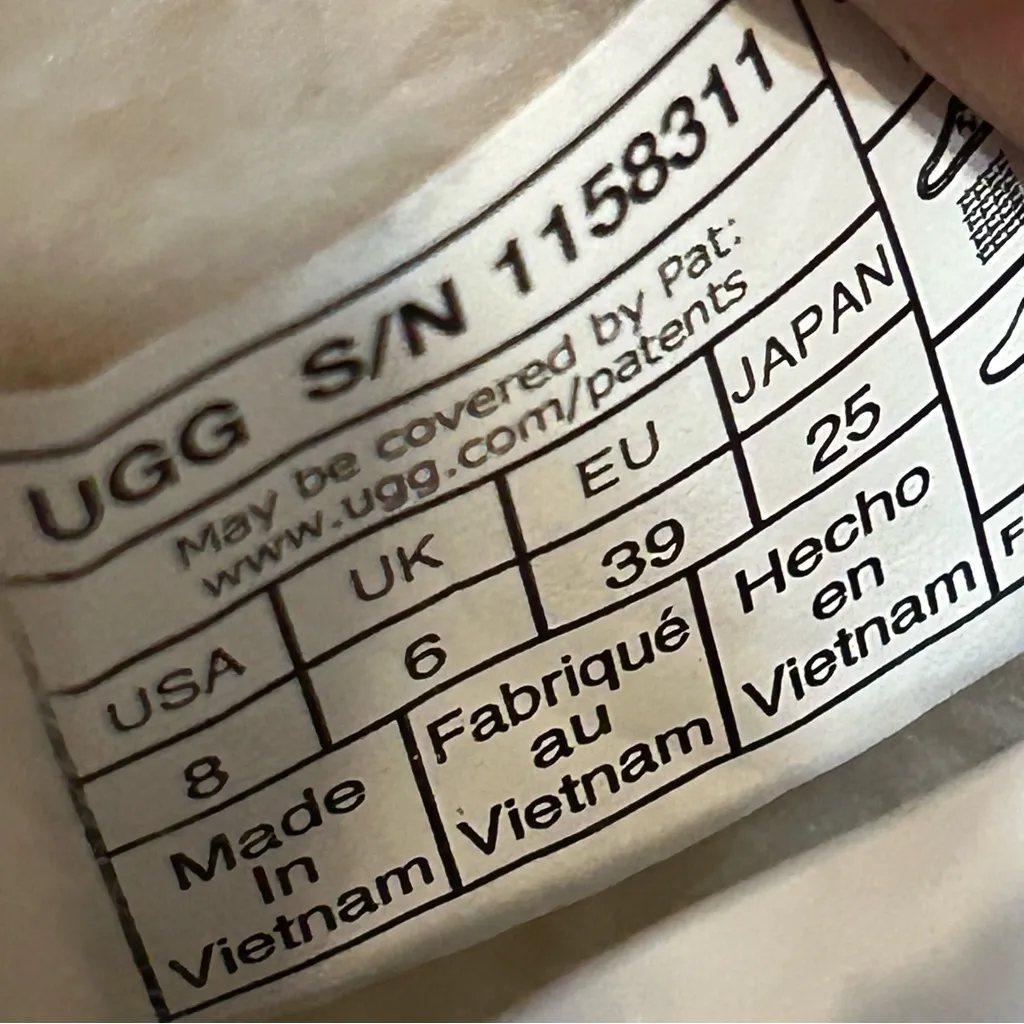 UGG S/N 1158311
May be covered by Pat:
www.ugg.com/patents
USA UK EU JAPAN
8 6 39 25
Made
In
Vietnam
Fabriqué
au
Vietnam
Hecho
en
Vietnam
F